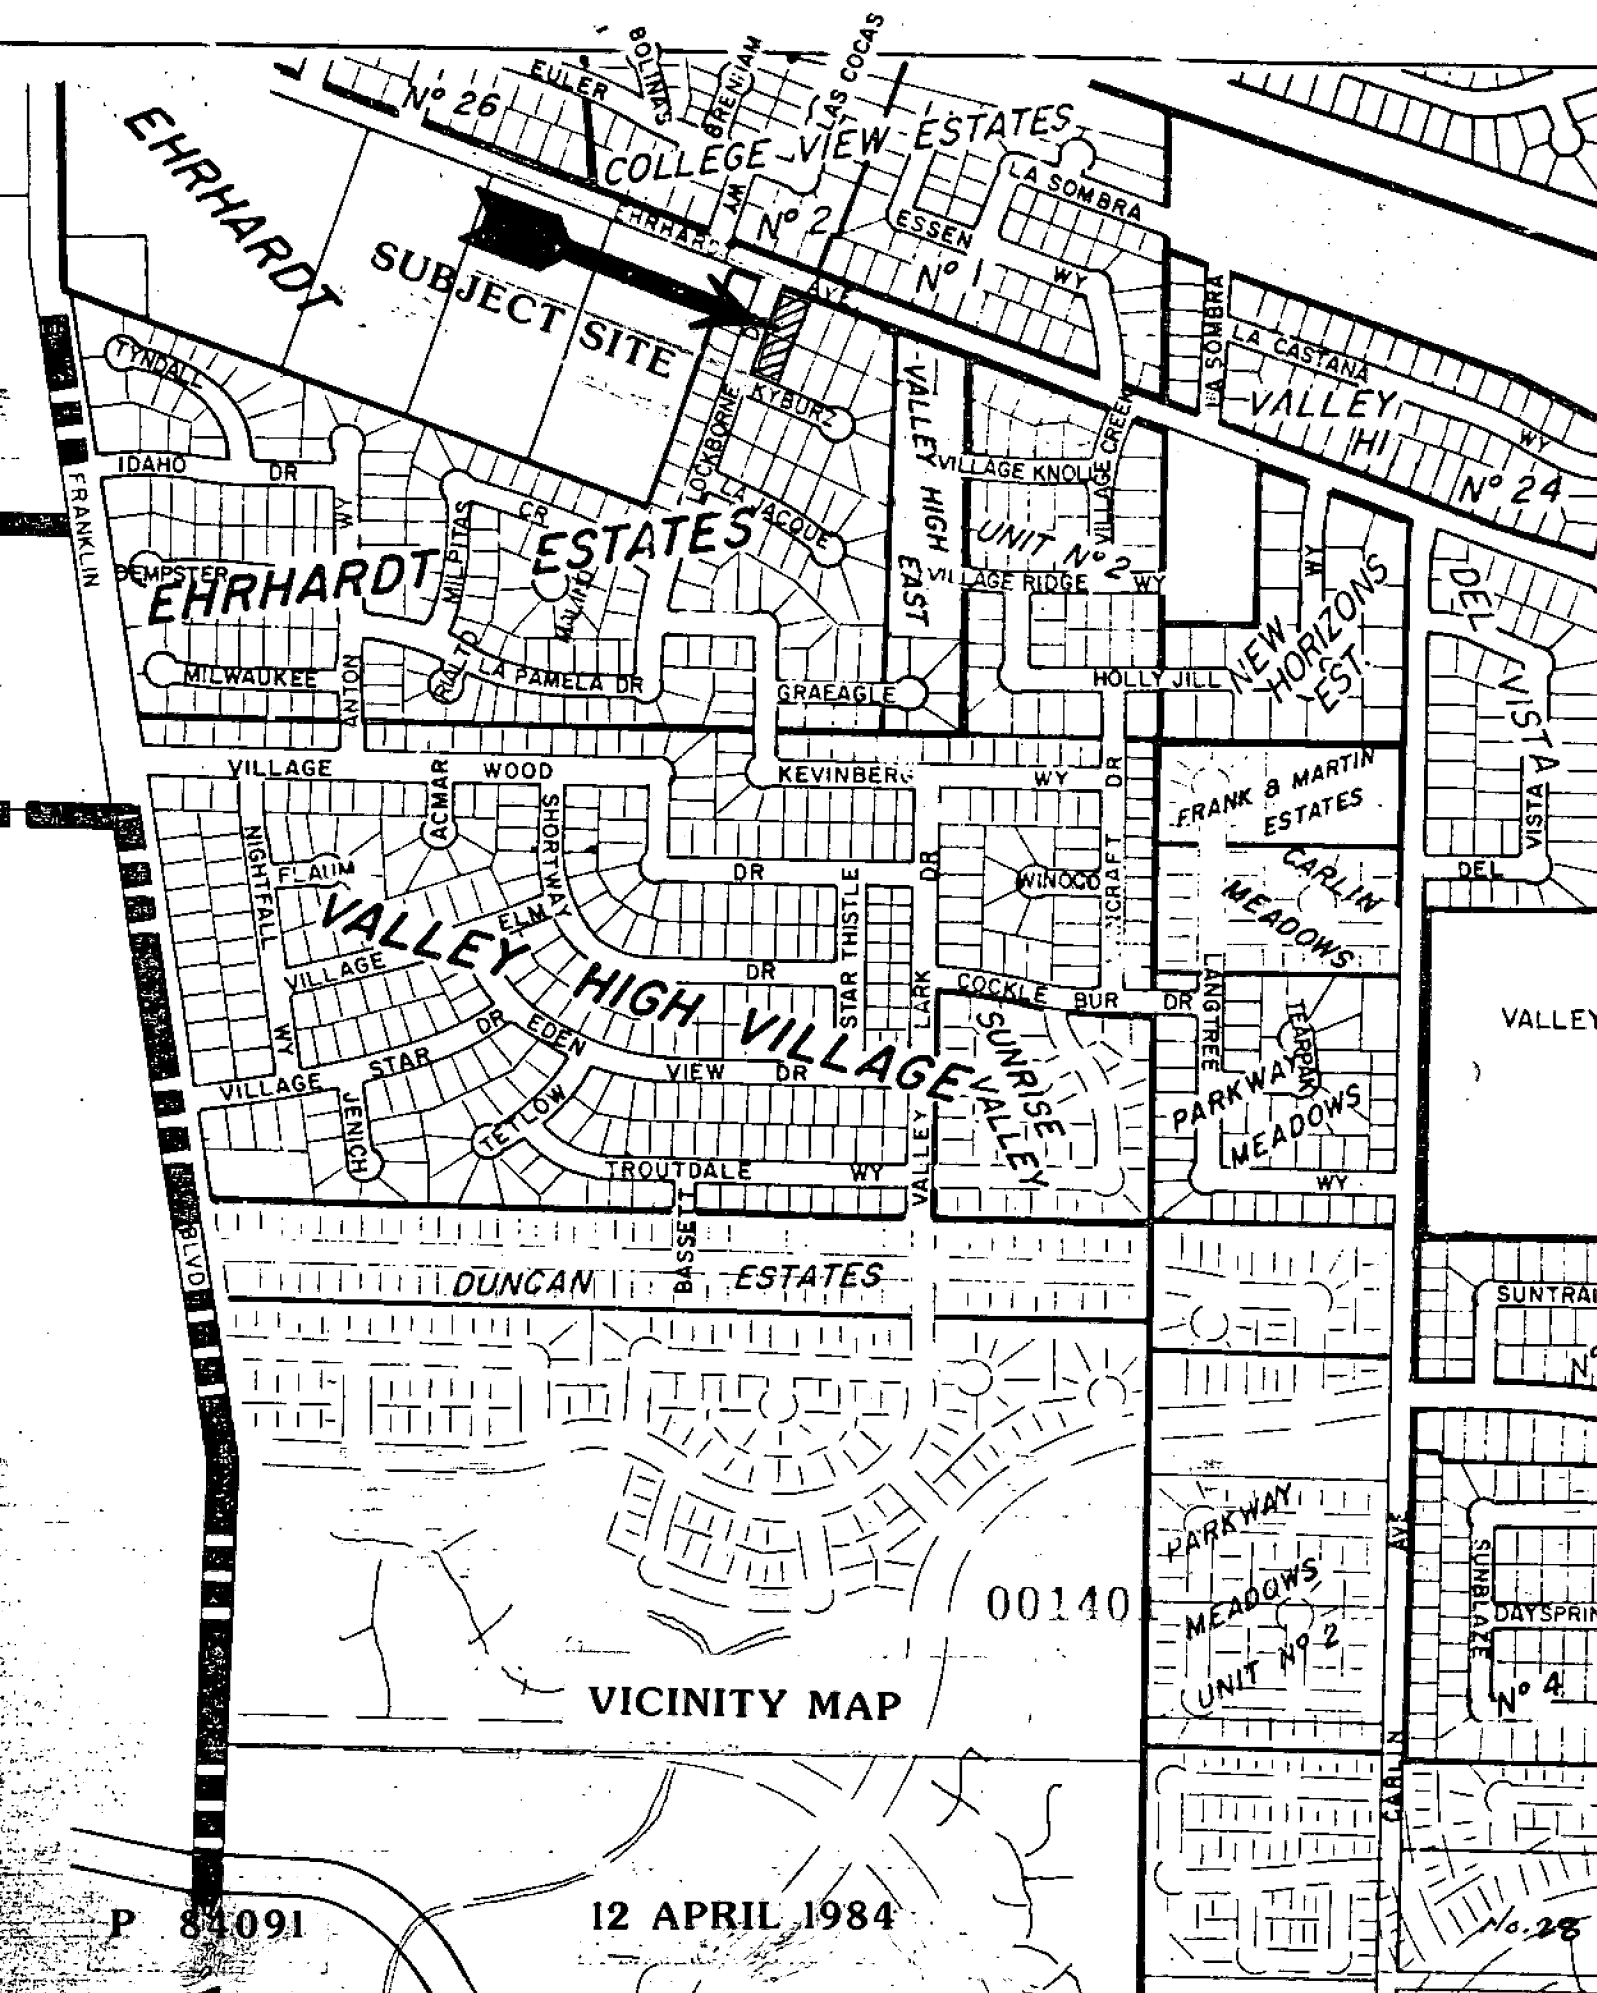 BOLINAS
BRENHAM
LAS COCAS
EULER
Nº 26
COLLEGE VIEW ESTATES
EHRHARDT
LA SOMBRA
WY
Nº 2
EHRHARDT
AVE
ESSEN
WY
Nº 1
SUBJECT SITE
LA SOMBRA
LA CASTANA
WY
VALLEY
HI
Nº 24
TYNDALL
KYBURZ
LOCKBORNE
DR
VALLEY HIGH EAST
VILLAGE CREEK
VILLAGE KNOLL
IDAHO DR
FRANKLIN
WY
MILPITAS
CR
LA JACQUE
ESTATES
UNIT Nº 2
VILLAGE RIDGE WY
WY
DEMPSTER
EHRHARDT
MALIND
NEW
HORIZONS
EST.
DEL VISTA
MILWAUKEE
ANTON
RIALTO
LA PAMELA DR
GRAEAGLE
HOLLY JILL
VILLAGE WOOD
ACMAR
KEVINBERG WY
DR
FRANK & MARTIN
ESTATES
VISTA
DEL
NIGHTFALL
WY
FLAUM
SHORTWAY
DR
STAR THISTLE
DR
WINOCO
CARLIN
MEADOWS
VALLEY HIGH VILLAGE
VILLAGE ELM
DR
LARK
COCKLE BUR DR
LANGTREE
TEARPAK
VALLEY
EDEN
VILLAGE STAR DR
VIEW DR
SUNRISE
VALLEY
PARKWAY
MEADOWS
JENICH
TETLOW
TROUTDALE WY
VALLEY
WY
BASSETT
BLVD
DUNCAN ESTATES
SUNTRAI
Nº
PARKWAY
MEADOWS
UNIT Nº 2
AVE
SUNBLAZE
DAYSPRIN
Nº 4
001401
VICINITY MAP
CARLIN
P 84091
12 APRIL 1984
No. 28